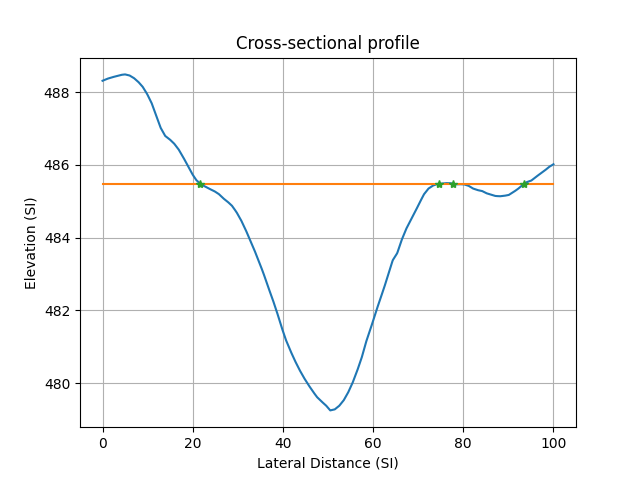 Cross-sectional profile
Elevation (SI)
488
486
484
482
480
0 20 40 60 80 100
Lateral Distance (SI)